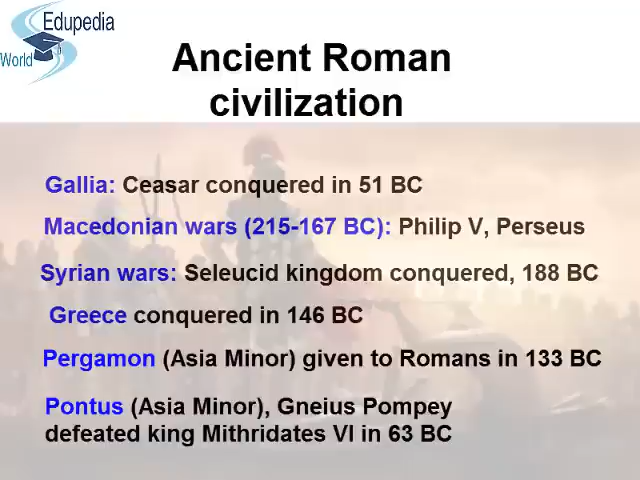 Edupedia
World
Ancient Roman
civilization
Gallia: Ceasar conquered in 51 BC
Macedonian wars (215-167 BC): Philip V, Perseus
Syrian wars: Seleucid kingdom conquered, 188 BC
Greece conquered in 146 BC
Pergamon (Asia Minor) given to Romans in 133 BC
Pontus (Asia Minor), Gneius Pompey
defeated king Mithridates VI in 63 BC